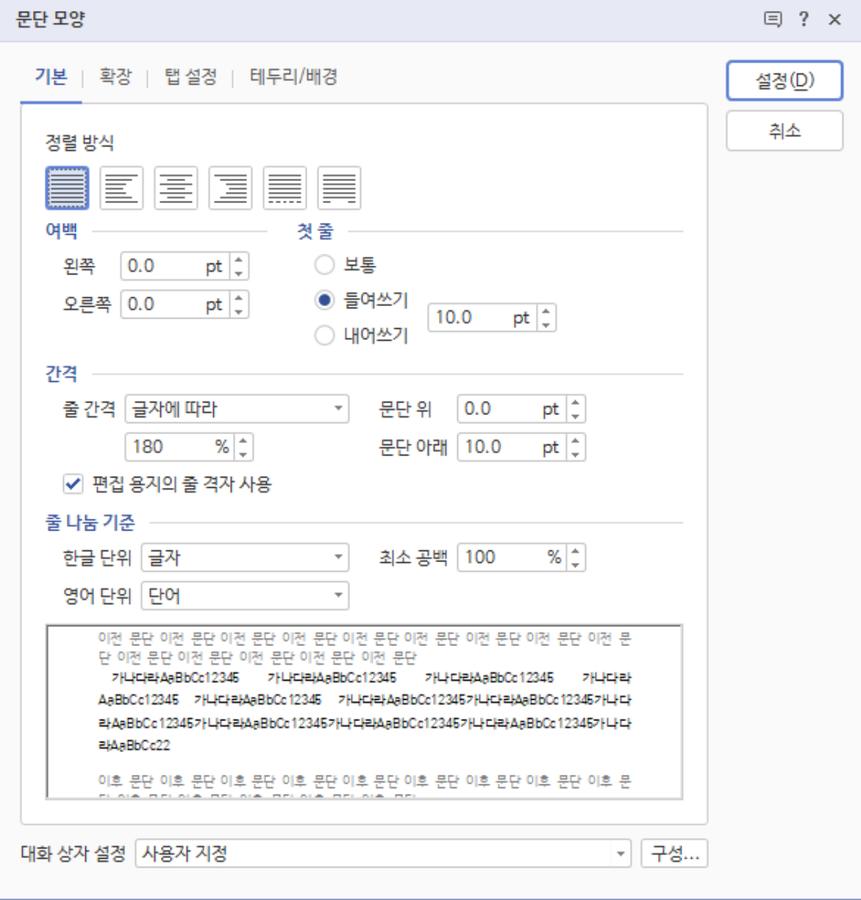 문단 모양
?
기본 확장 탭 설정 테두리/배경
설정(D)
취소
정렬 방식
여백 첫 줄
왼쪽 0.0 pt 보통
오른쪽 0.0 pt 들여쓰기 10.0 pt
내어쓰기
간격
줄 간격 글자에 따라 문단 위 0.0 pt
180 % 문단 아래 10.0 pt
편집 용지의 줄 격자 사용
줄 나눔 기준
한글 단위 글자 최소 공백 100 %
영어 단위 단어
이전 문단 이전 문단 이전 문단 이전 문단 이전 문단 이전 문단 이전 문단 이전 문단 이전 문
단 이전 문단 이전 문단 이전 문단 이전 문단 이전 문단
가나다라AaBbCc12345 가나다라AaBbCc12345 가나다라AaBbCc12345 가나다라
AaBbCc12345 가나다라AaBbCc12345 가나다라AaBbCc12345가나다라AaBbCc12345가나다
라AaBbCc12345가나다라AaBbCc12345가나다라AaBbCc12345가나다라AaBbCc12345가나다
라AaBbCc22
이후 문단 이후 문단 이후 문단 이후 문단 이후 문단 이후 문단 이후 문단 이후 문단 이후 문
대화 상자 설정 사용자 지정 구성...